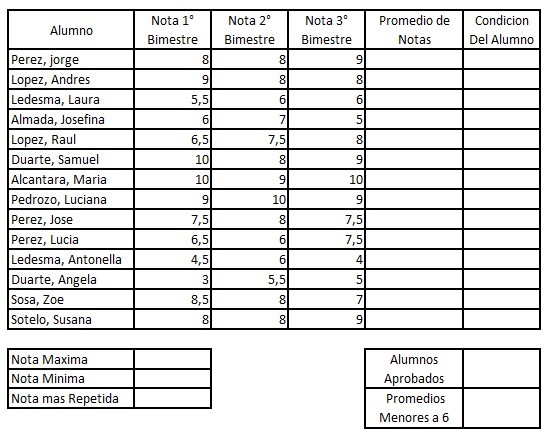 Alumno Nota 1° Bimestre Nota 2° Bimestre Nota 3° Bimestre Promedio de Notas Condicion Del Alumno
Perez, jorge 8 8 9
Lopez, Andres 9 8 8
Ledesma, Laura 5,5 6 6
Almada, Josefina 6 7 5
Lopez, Raul 6,5 7,5 8
Duarte, Samuel 10 8 9
Alcantara, Maria 10 9 10
Pedrozo, Luciana 9 10 9
Perez, Jose 7,5 8 7,5
Perez, Lucia 6,5 6 7,5
Ledesma, Antonella 4,5 6 4
Duarte, Angela 3 5,5 5
Sosa, Zoe 8,5 8 7
Sotelo, Susana 8 8 9
Nota Maxima
Nota Minima
Nota mas Repetida
Alumnos
Aprobados
Promedios
Menores a 6